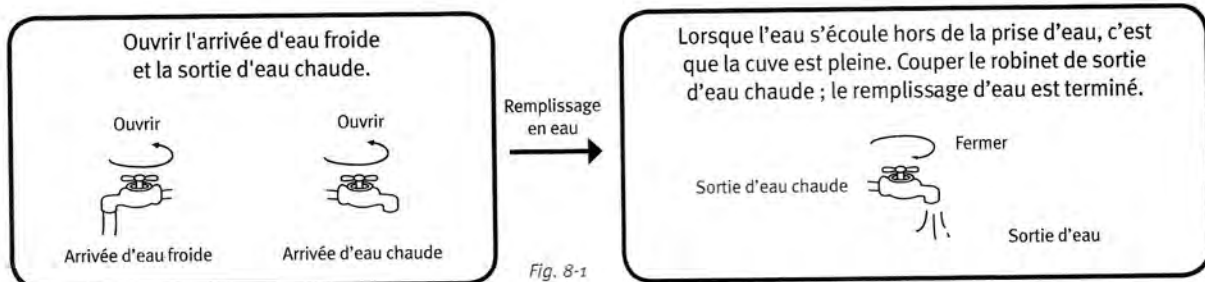 Ouvrir l'arrivée d'eau froide
et la sortie d'eau chaude.
Ouvrir
Ouvrir
Arrivée d'eau froide
Arrivée d'eau chaude
Remplissage
en eau
Fig. 8-1
Lorsque l'eau s'écoule hors de la prise d'eau, c'est
que la cuve est pleine. Couper le robinet de sortie
d'eau chaude ; le remplissage d'eau est terminé.
Fermer
Sortie d'eau chaude
Sortie d'eau